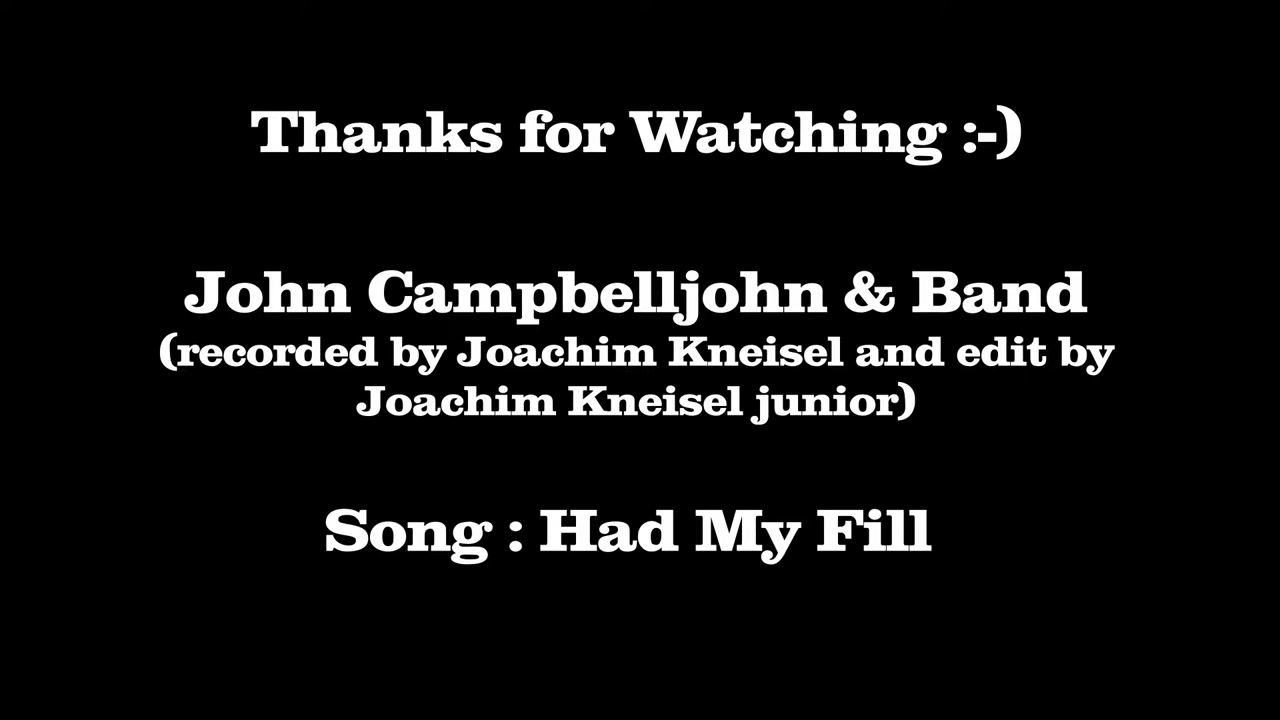 Thanks for Watching :-)
John Campbelljohn & Band
(recorded by Joachim Kneisel and edit by
Joachim Kneisel junior)
Song : Had My Fill